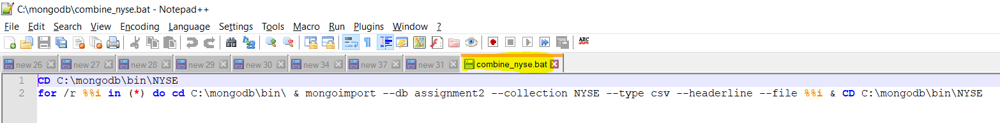 C:\mongodb\combine_nyse.bat - Notepad++
File Edit Search View Encoding Language Settings Tools Macro Run Plugins Window ?
ABC
new 26 new 27 new 28 new 29 new 30 new 34 new 37 new 31 combine_nyse.bat
1 CD C:\mongodb\bin\NYSE
2 for /r %%i in (*) do cd C:\mongodb\bin\ & mongoimport --db assignment2 --collection NYSE --type csv --headerline --file %%i & CD C:\mongodb\bin\NYSE